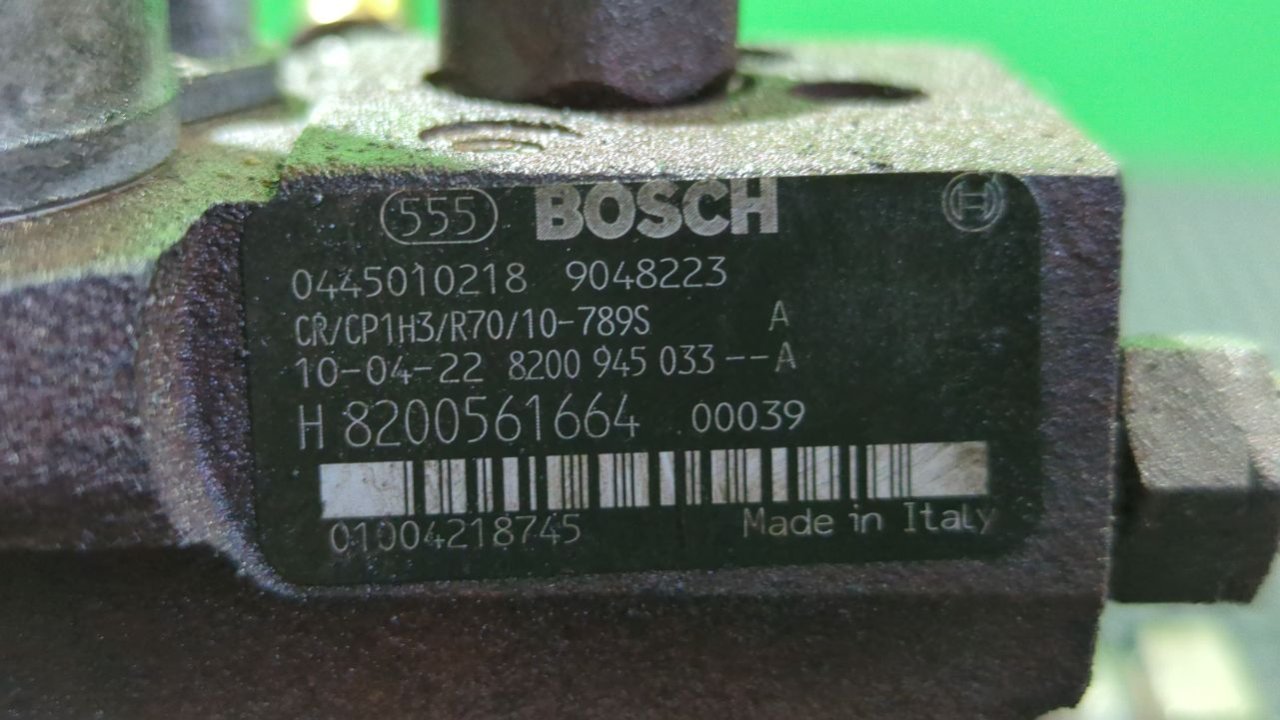 555 BOSCH
0445010218 9048223
CR/CP1H3/R70/10-789S A
10-04-22 8200 945 033--A
H 8200561664 00039
01004218745 Made in Italy